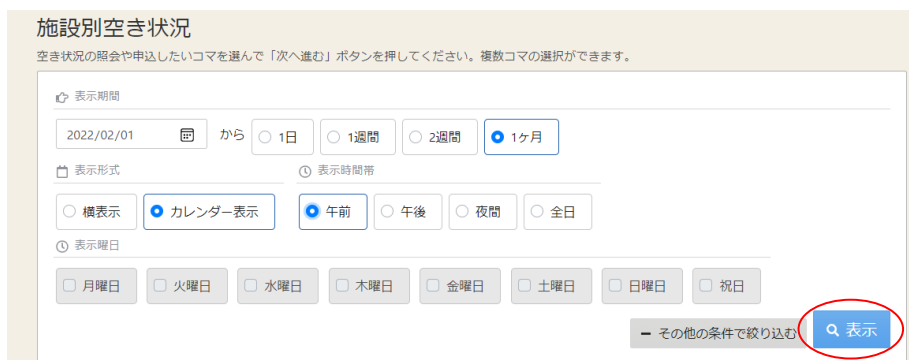 施設別空き状況
空き状況の照会や申込したいコマを選んで「次へ進む」ボタンを押してください。複数コマの選択ができます。
表示期間
2022/02/01 から 1日 1週間 2週間 1ヶ月
表示形式 表示時間帯
横表示 カレンダー表示 午前 午後 夜間 全日
表示曜日
月曜日 火曜日 水曜日 木曜日 金曜日 土曜日 日曜日 祝日
− その他の条件で絞り込む 表示